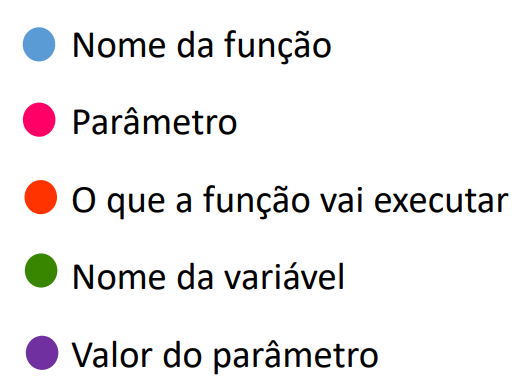 Nome da função
Parâmetro
O que a função vai executar
Nome da variável
Valor do parâmetro